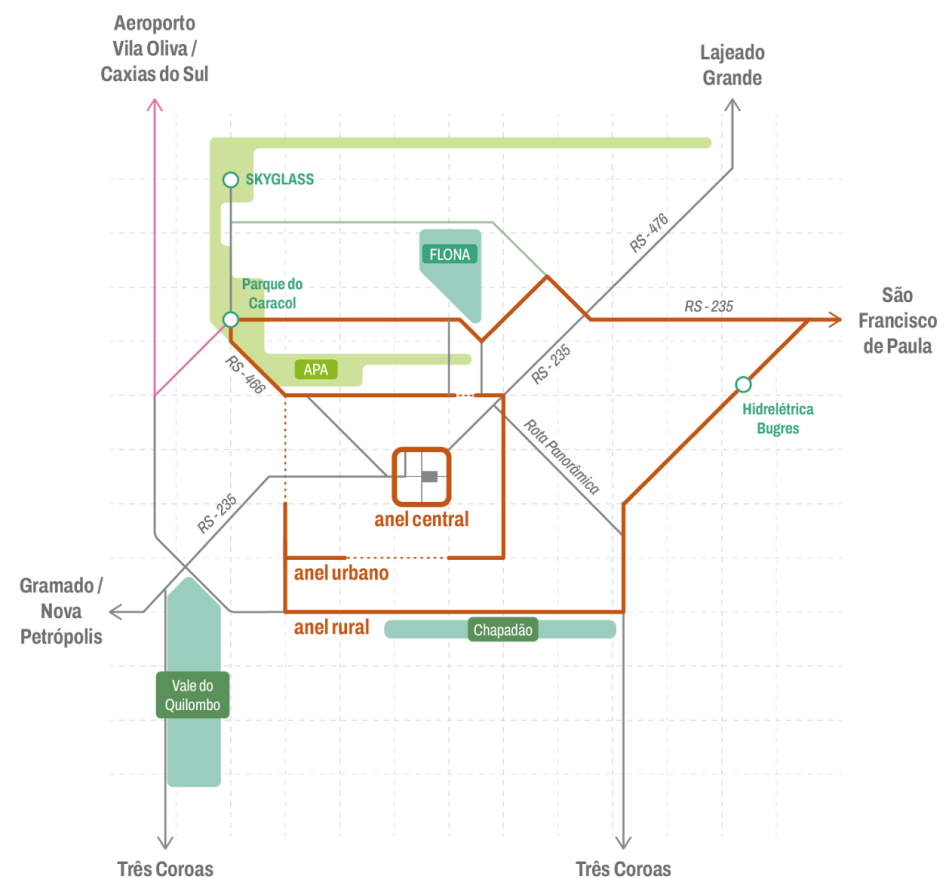 Aeroporto
Vila Oliva /
Caxias do Sul
Lajeado
Grande
SKYGLASS
RS - 476
FLONA
Parque do
Caracol
RS - 235
São
Francisco
de Paula
RS - 466
APA
RS - 235
Hidrelétrica
Bugres
Rota Panorâmica
RS - 235
anel central
anel urbano
Gramado /
Nova
Petrópolis
anel rural
Chapadão
Vale do
Quilombo
Três Coroas
Três Coroas